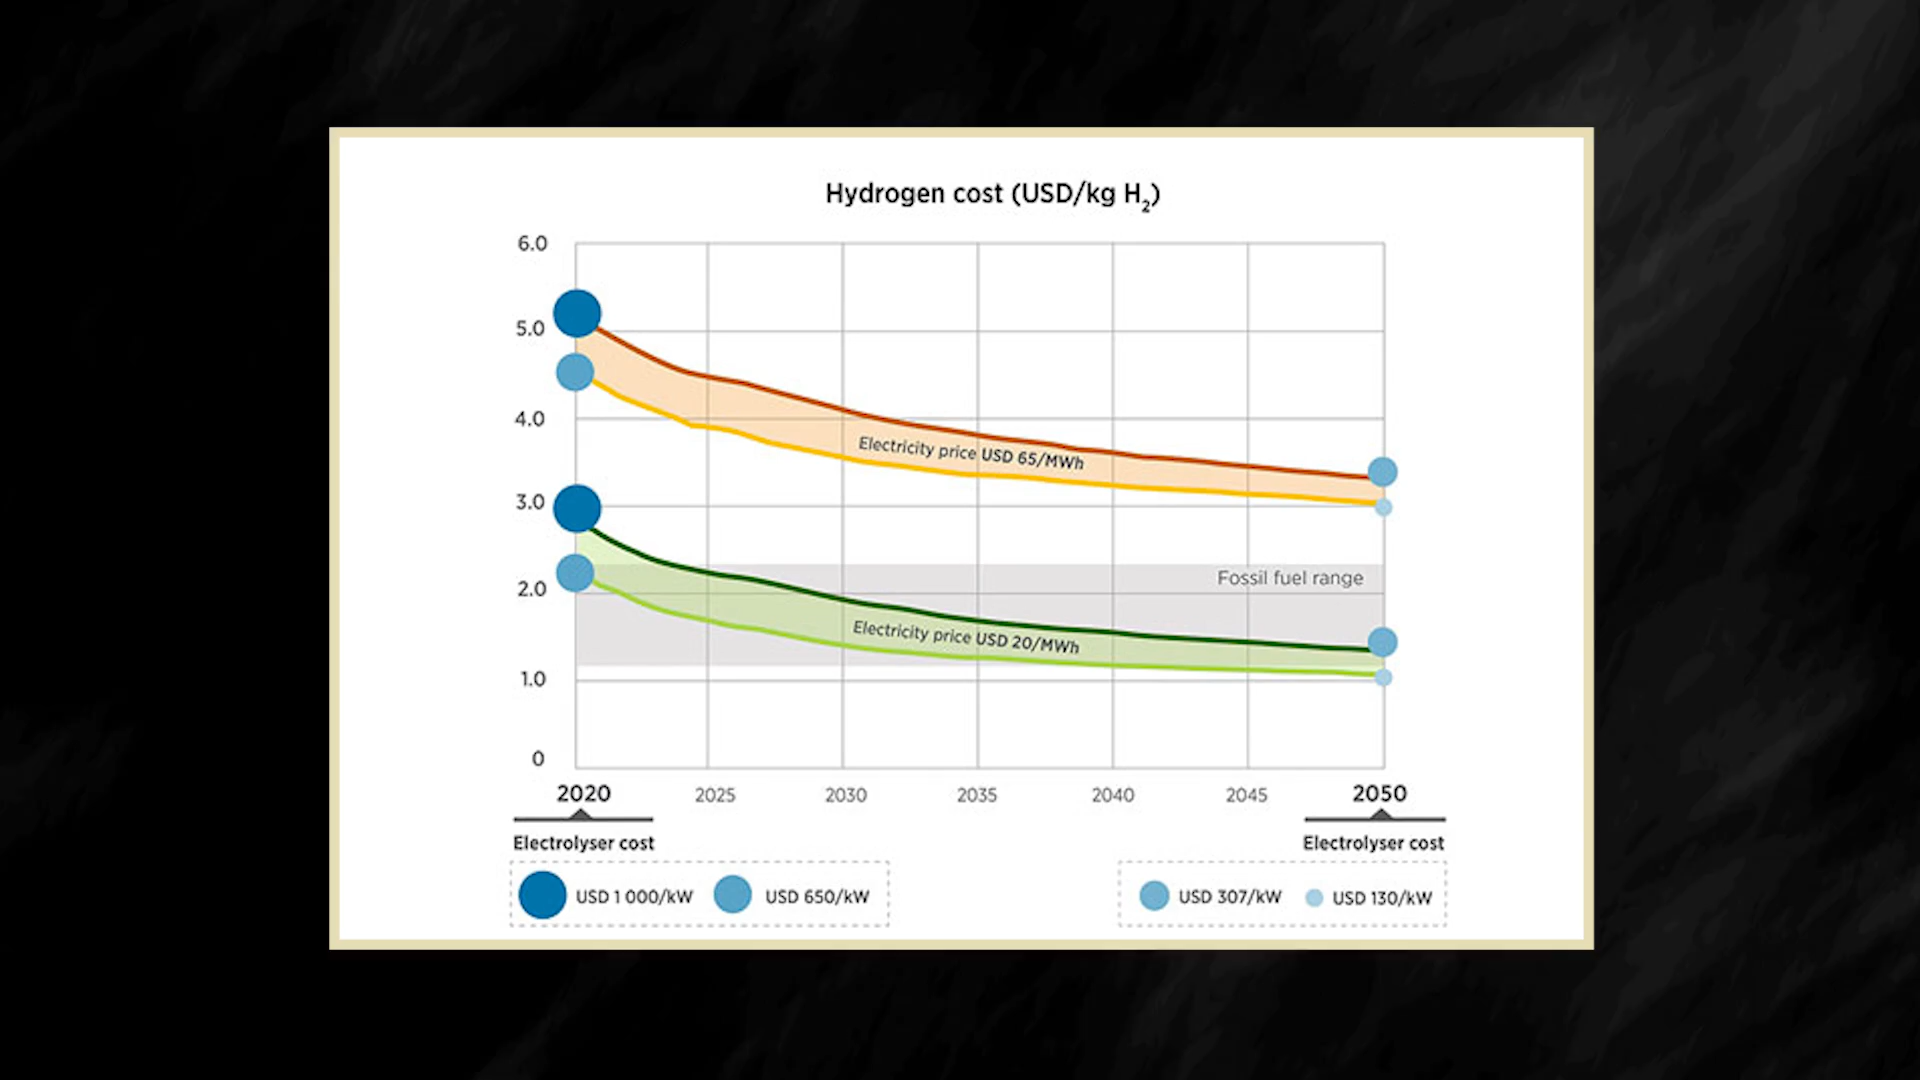 Hydrogen cost (USD/kg H₂)
6.0
5.0
4.0
Electricity price USD 65/MWh
3.0
Fossil fuel range
2.0
Electricity price USD 20/MWh
1.0
0
2020 2025 2030 2035 2040 2045 2050
Electrolyser cost Electrolyser cost
USD 1 000/kW USD 650/kW USD 307/kW USD 130/kW